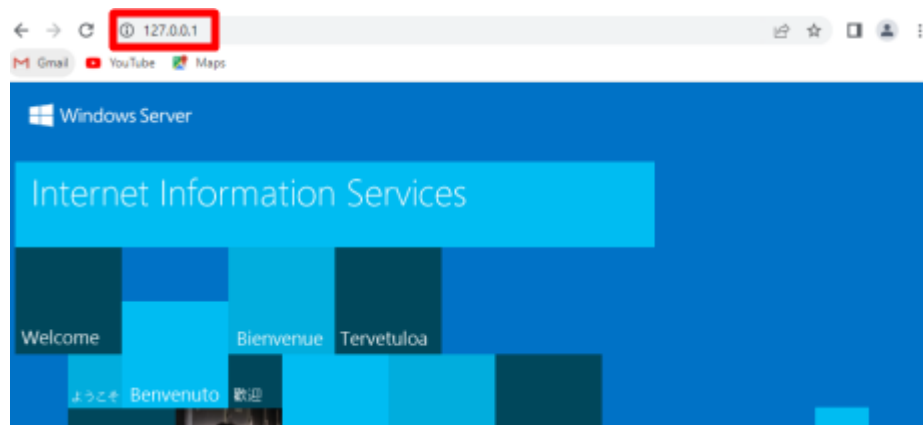 127.0.0.1
Gmail YouTube Maps
Windows Server
Internet Information Services
Welcome Bienvenue Tervetuloa
ようこそ Benvenuto 歡迎